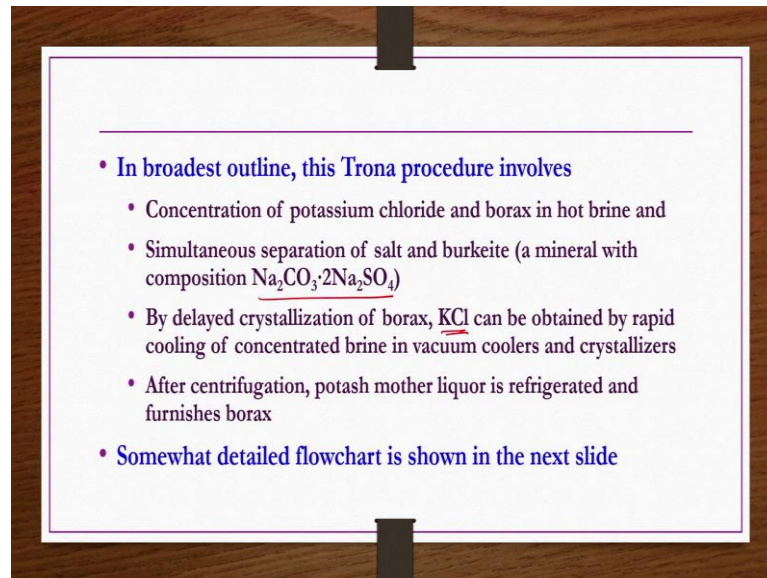 • In broadest outline, this Trona procedure involves
• Concentration of potassium chloride and borax in hot brine and
• Simultaneous separation of salt and burkeite (a mineral with
composition Na₂CO₃·2Na₂SO₄)
• By delayed crystallization of borax, KCl can be obtained by rapid
cooling of concentrated brine in vacuum coolers and crystallizers
• After centrifugation, potash mother liquor is refrigerated and
furnishes borax
• Somewhat detailed flowchart is shown in the next slide